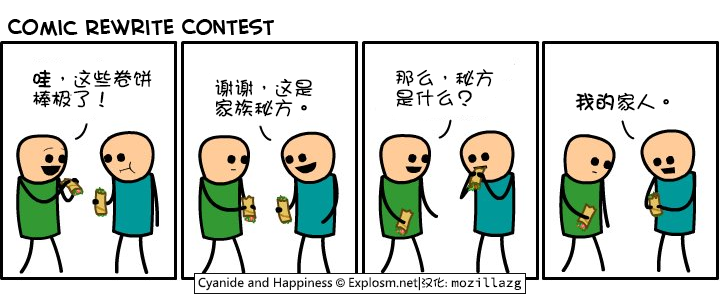 COMIC REWRITE CONTEST
哇，这些卷饼
棒极了！
谢谢，这是
家族秘方。
那么，秘方
是什么？
我的家人。
Cyanide and Happiness © Explosm.net|汉化: mozillazg